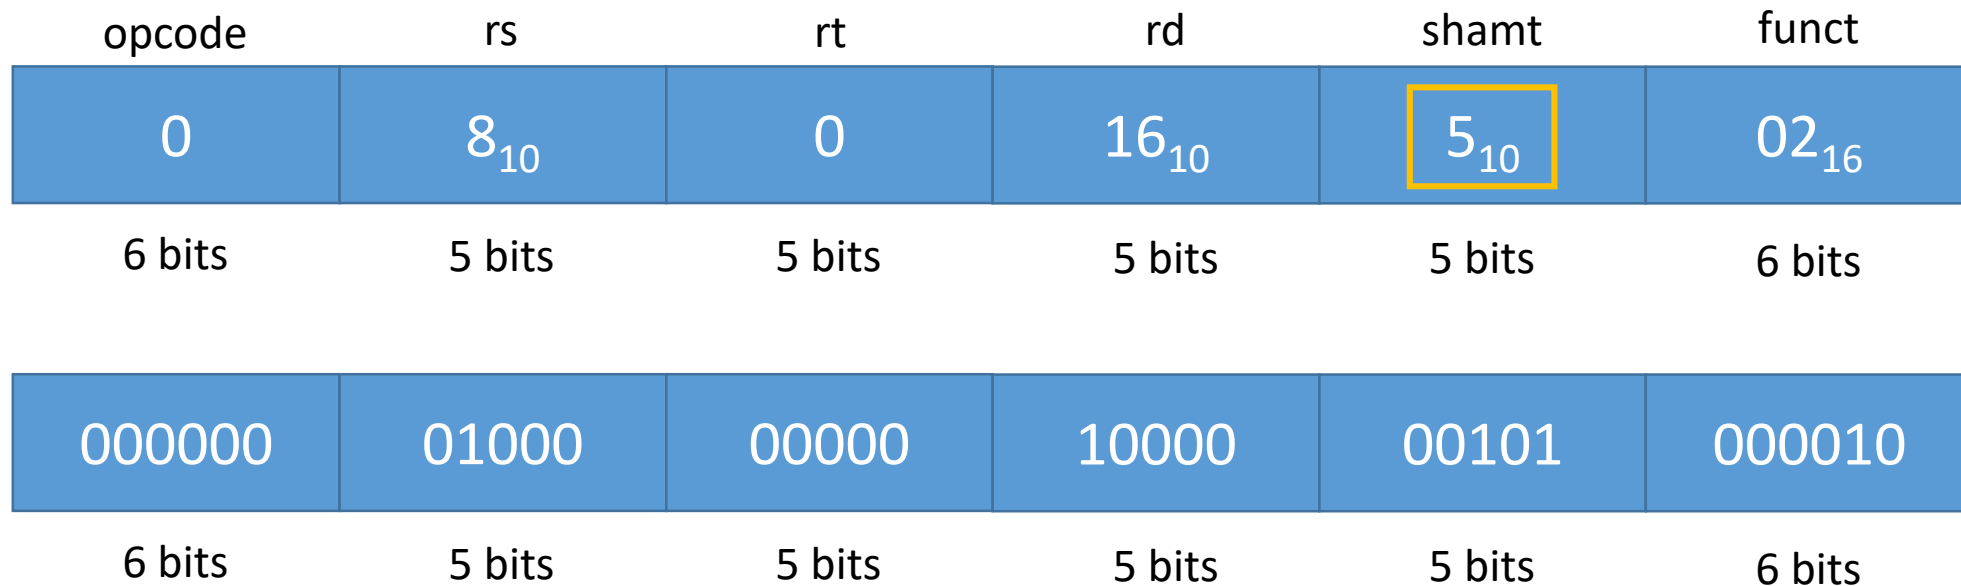 opcode rs rt rd shamt funct
0 8₁₀ 0 16₁₀ 5₁₀ 02₁₆
6 bits 5 bits 5 bits 5 bits 5 bits 6 bits
000000 01000 00000 10000 00101 000010
6 bits 5 bits 5 bits 5 bits 5 bits 6 bits